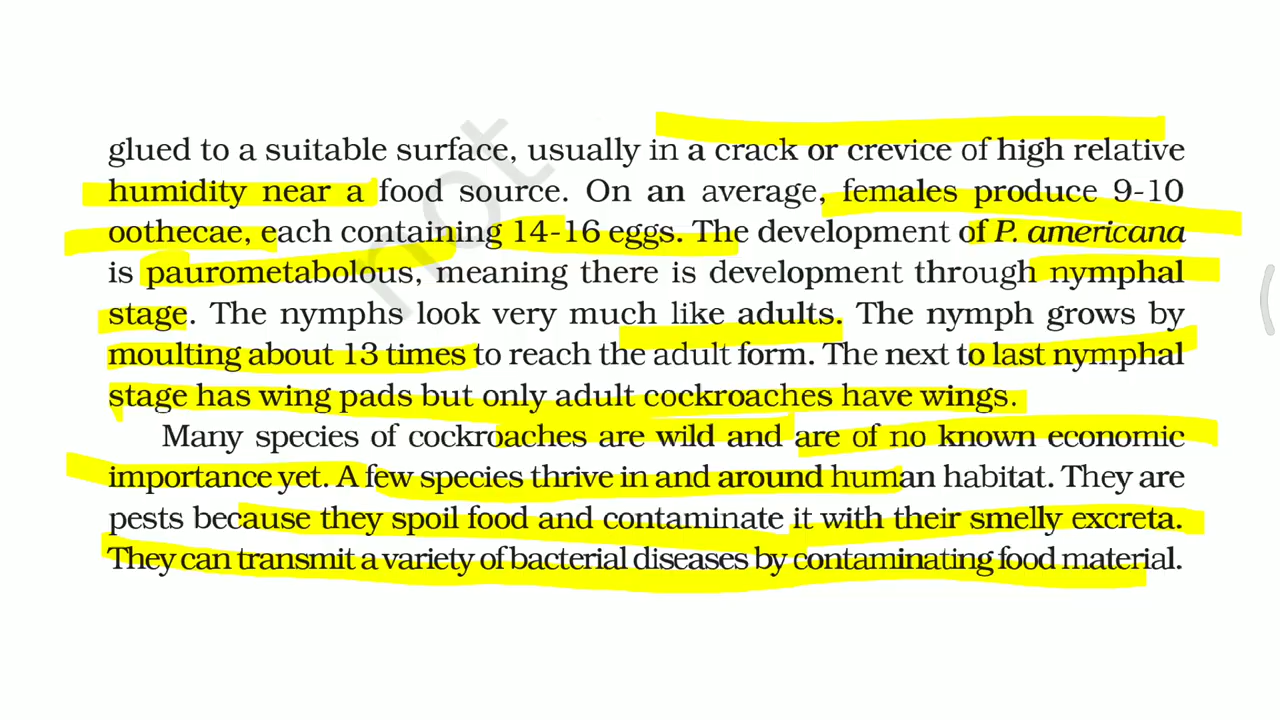 glued to a suitable surface, usually in a crack or crevice of high relative
humidity near a food source. On an average, females produce 9-10
oothecae, each containing 14-16 eggs. The development of P. americana
is paurometabolous, meaning there is development through nymphal
stage. The nymphs look very much like adults. The nymph grows by
moulting about 13 times to reach the adult form. The next to last nymphal
stage has wing pads but only adult cockroaches have wings.
Many species of cockroaches are wild and are of no known economic
importance yet. A few species thrive in and around human habitat. They are
pests because they spoil food and contaminate it with their smelly excreta.
They can transmit a variety of bacterial diseases by contaminating food material.
not